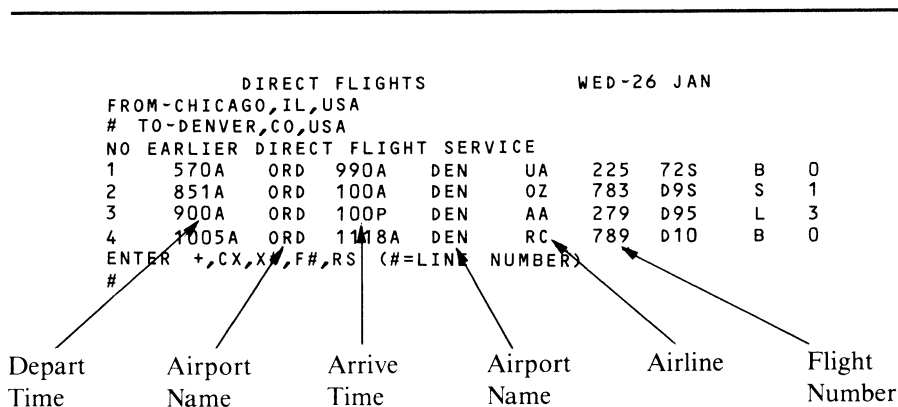 DIRECT FLIGHTS WED-26 JAN
FROM-CHICAGO,IL,USA
# TO-DENVER,CO,USA
NO EARLIER DIRECT FLIGHT SERVICE
1 570A ORD 990A DEN UA 225 72S B 0
2 851A ORD 100A DEN OZ 783 D9S S 1
3 900A ORD 100P DEN AA 279 D95 L 3
4 1005A ORD 1118A DEN RC 789 D10 B 0
ENTER +,CX,X#,F#,RS (#=LINE NUMBER)
#
Depart Time
Airport Name
Arrive Time
Airport Name
Airline
Flight Number